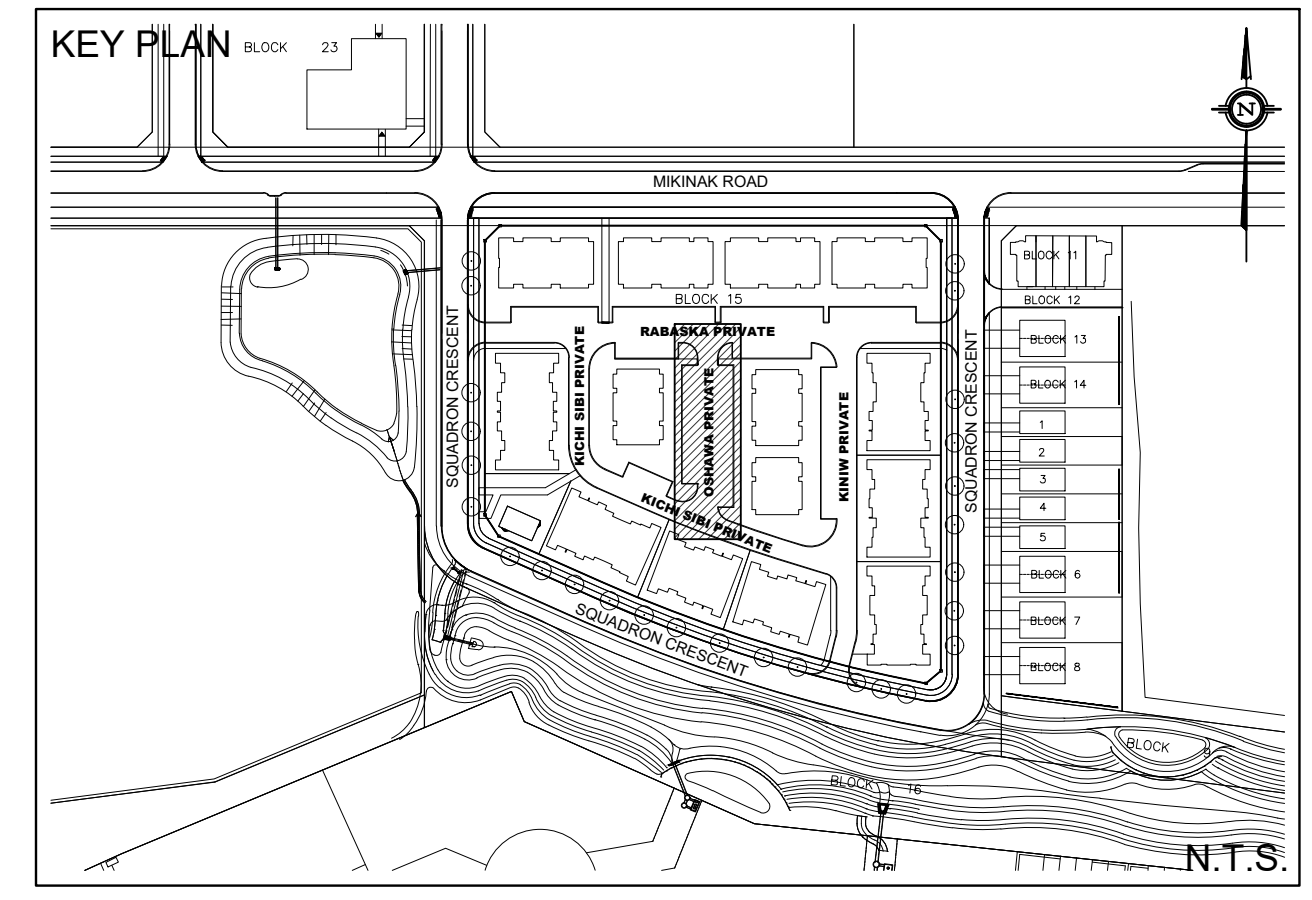 KEY PLAN
BLOCK 23
N
MIKINAK ROAD
BLOCK 11
BLOCK 15
BLOCK 12
RABASKA PRIVATE
BLOCK 13
SQUADRON CRESCENT
KICHI SIBI PRIVATE
OSHAWA PRIVATE
KINIW PRIVATE
SQUADRON CRESCENT
BLOCK 14
1
2
3
4
5
KICHI SIBI PRIVATE
BLOCK 6
SQUADRON CRESCENT
BLOCK 7
BLOCK 8
BLOCK 9
BLOCK 16
N.T.S.